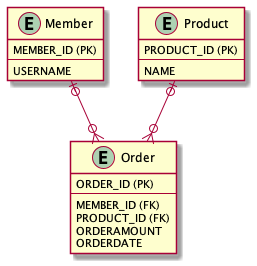 E Member
MEMBER_ID (PK)
USERNAME
E Product
PRODUCT_ID (PK)
NAME
E Order
ORDER_ID (PK)
MEMBER_ID (FK)
PRODUCT_ID (FK)
ORDERAMOUNT
ORDERDATE